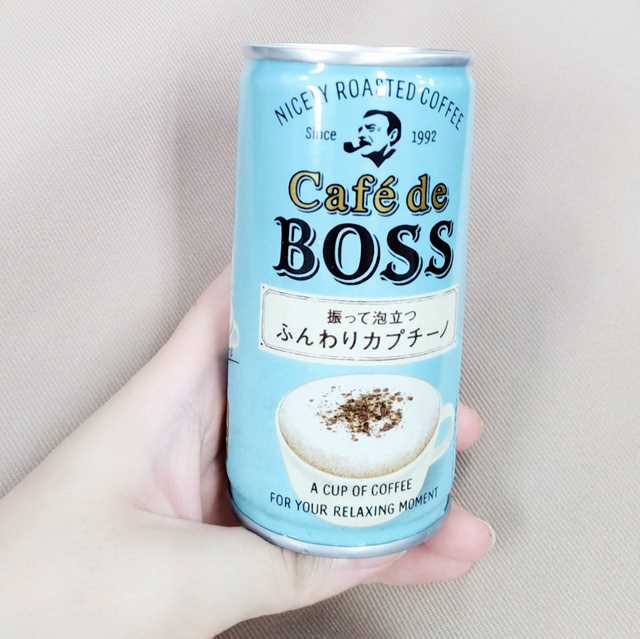 NICELY ROASTED COFFEE
Since 1992
Café de
BOSS
振って泡立つ
ふんわりカプチーノ
A CUP OF COFFEE
FOR YOUR RELAXING MOMENT